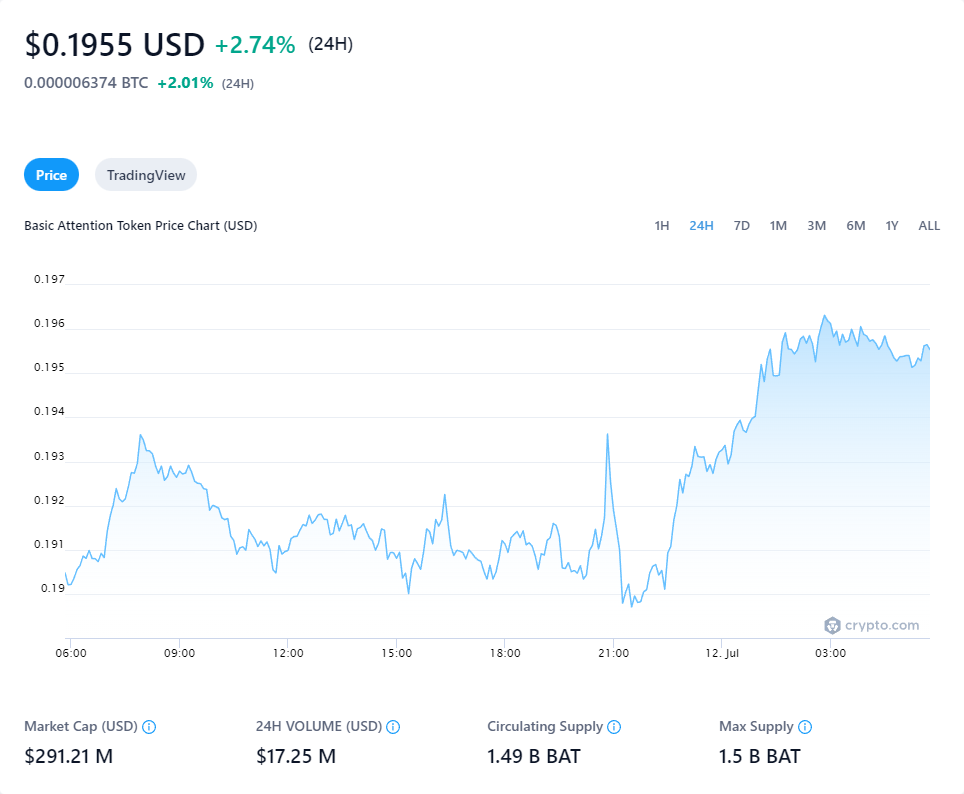 $0.1955 USD +2.74% (24H)
0.000006374 BTC +2.01% (24H)
Price TradingView
Basic Attention Token Price Chart (USD) 1H 24H 7D 1M 3M 6M 1Y ALL
0.197
0.196
0.195
0.194
0.193
0.192
0.191
0.19
crypto.com
06:00 09:00 12:00 15:00 18:00 21:00 12. Jul 03:00
Market Cap (USD) 24H VOLUME (USD) Circulating Supply Max Supply
$291.21 M $17.25 M 1.49 B BAT 1.5 B BAT